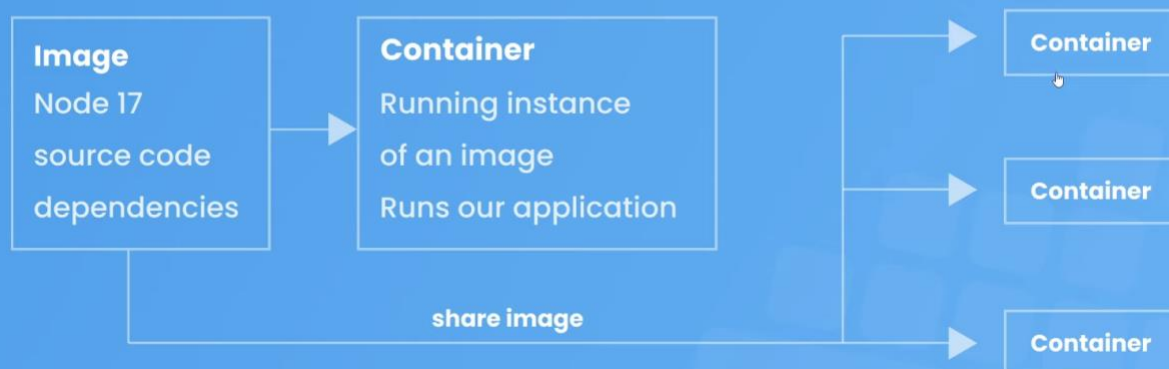 Image
Node 17
source code
dependencies
Container
Running instance
of an image
Runs our application
share image
Container
Container
Container